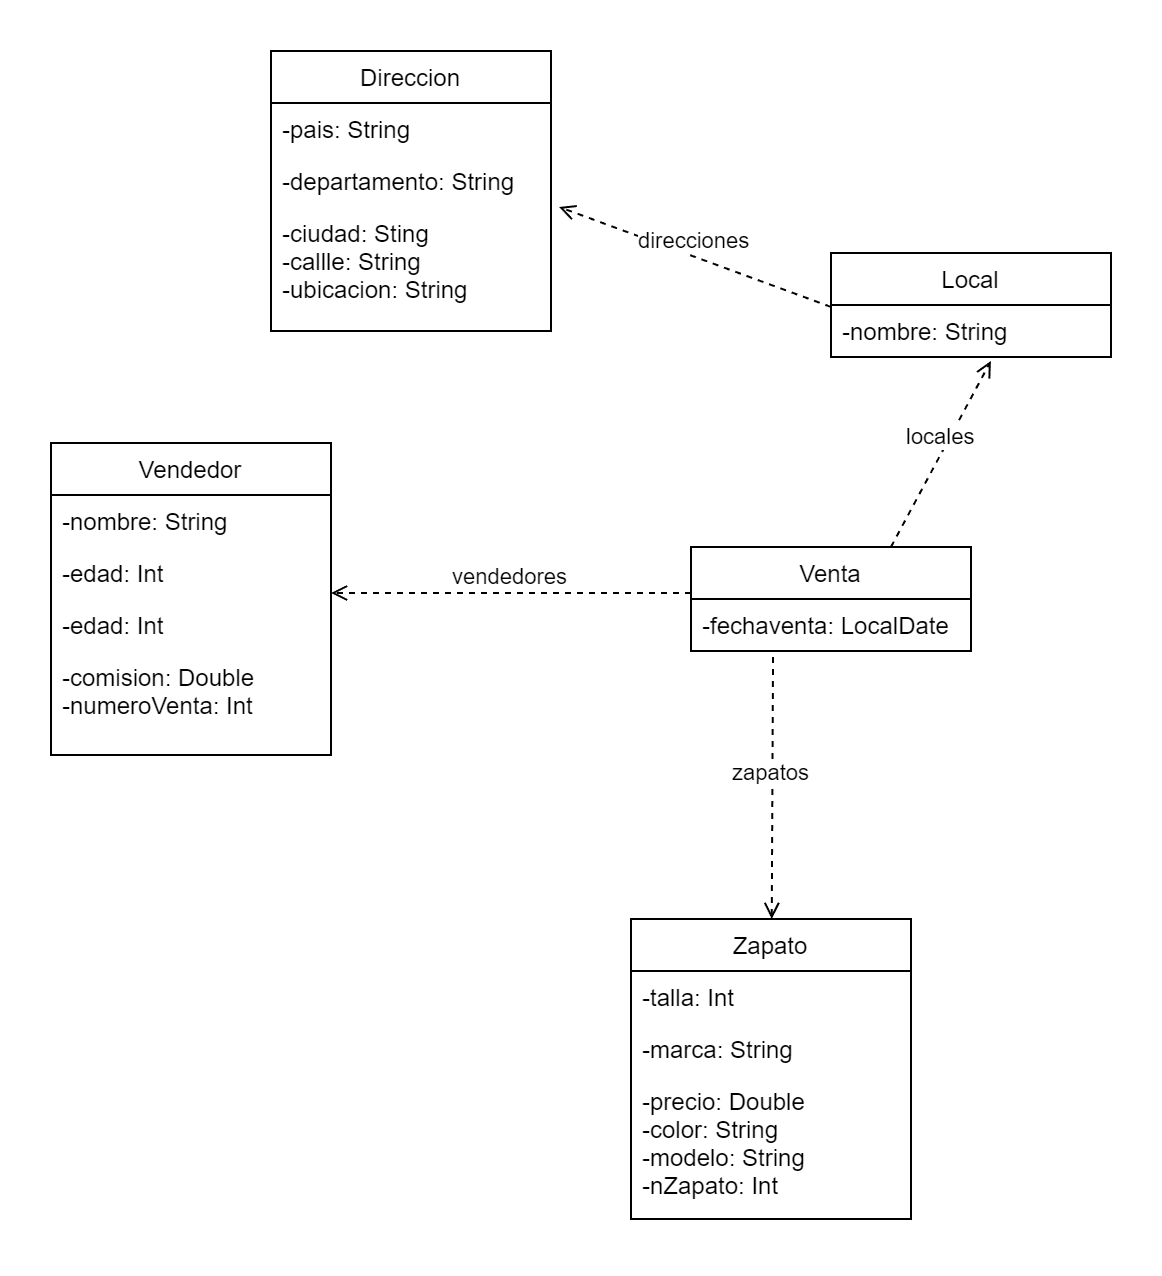 Direccion
-pais: String
-departamento: String
-ciudad: Sting
-callle: String
-ubicacion: String
direcciones
Local
-nombre: String
locales
Vendedor
-nombre: String
-edad: Int
-edad: Int
-comision: Double
-numeroVenta: Int
vendedores
Venta
-fechaventa: LocalDate
zapatos
Zapato
-talla: Int
-marca: String
-precio: Double
-color: String
-modelo: String
-nZapato: Int